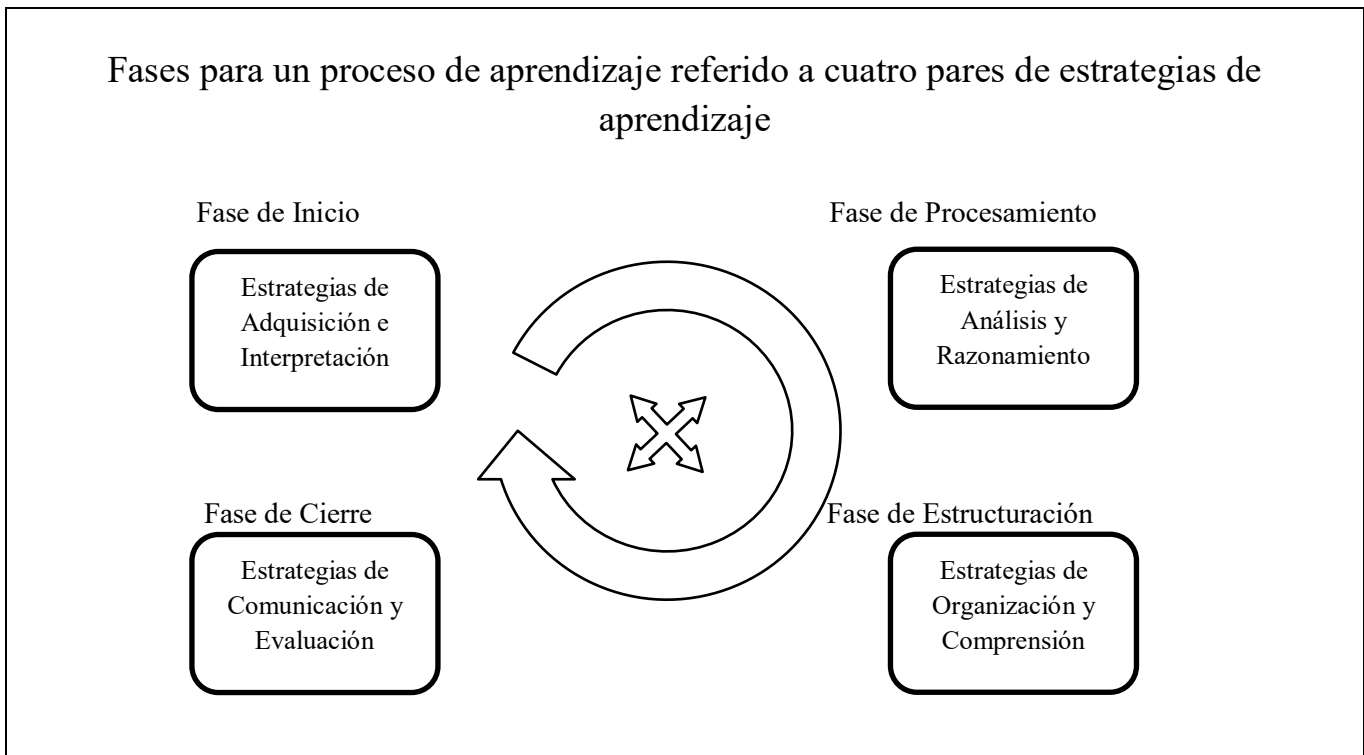 Fases para un proceso de aprendizaje referido a cuatro pares de estrategias de
aprendizaje
Fase de Inicio
Estrategias de
Adquisición e
Interpretación
Fase de Procesamiento
Estrategias de
Análisis y
Razonamiento
Fase de Cierre
Estrategias de
Comunicación y
Evaluación
Fase de Estructuración
Estrategias de
Organización y
Comprensión